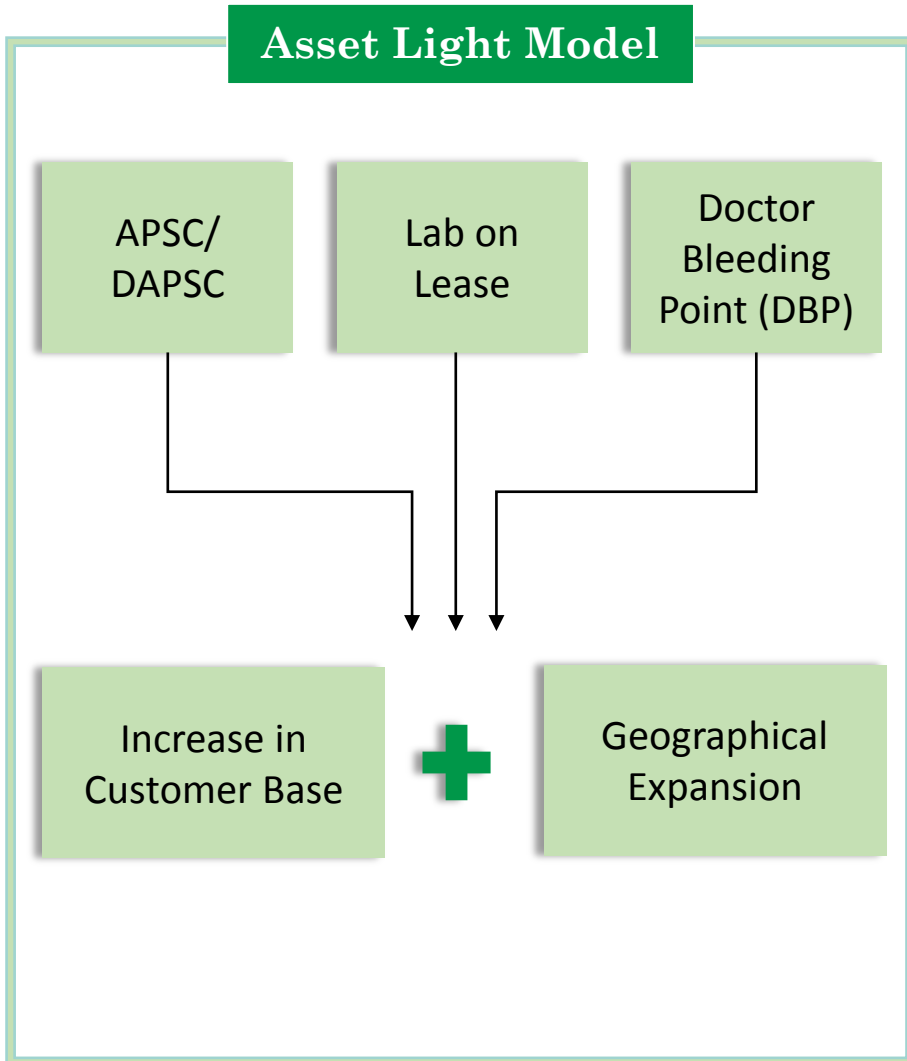 Asset Light Model
APSC/
DAPSC
Lab on
Lease
Doctor
Bleeding
Point (DBP)
Increase in
Customer Base
Geographical
Expansion